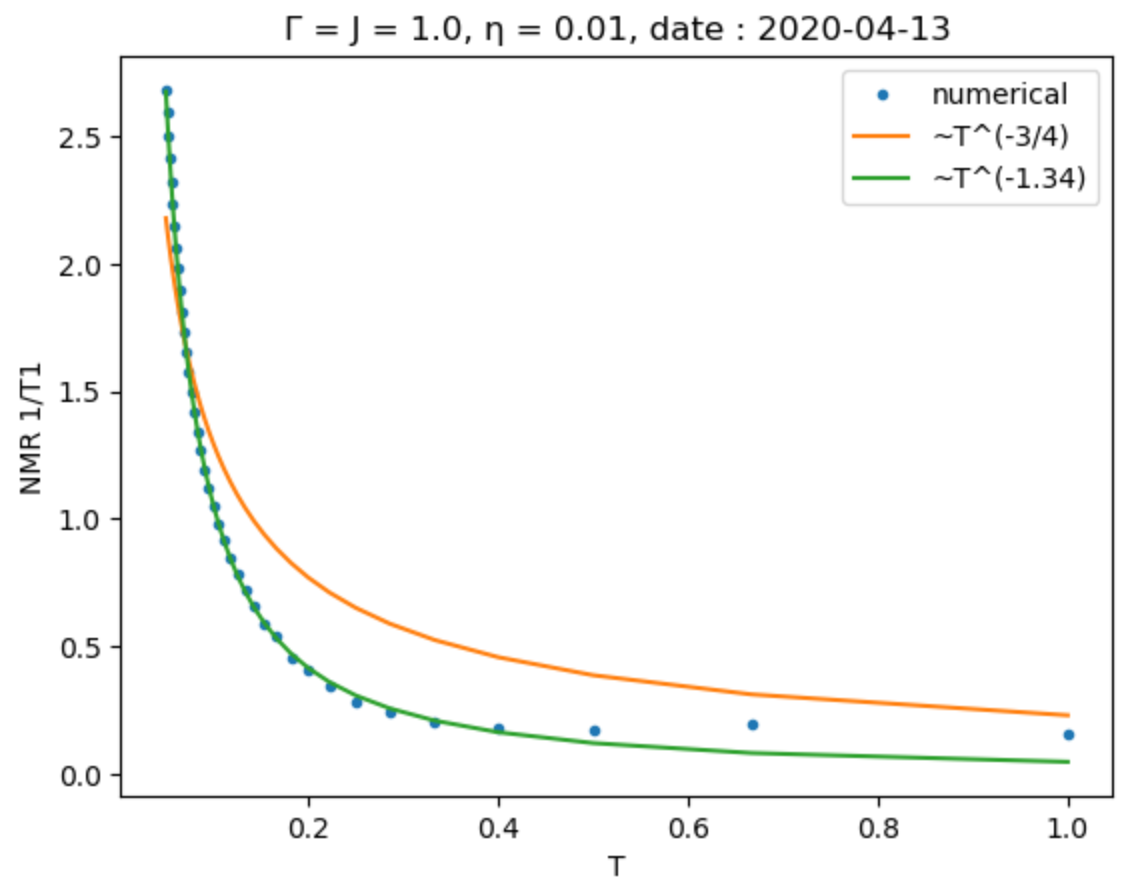 Γ = J = 1.0, η = 0.01, date : 2020-04-13
numerical
~T^(-3/4)
~T^(-1.34)
2.5
2.0
1.5
1.0
0.5
0.0
NMR 1/T1
0.2 0.4 0.6 0.8 1.0
T